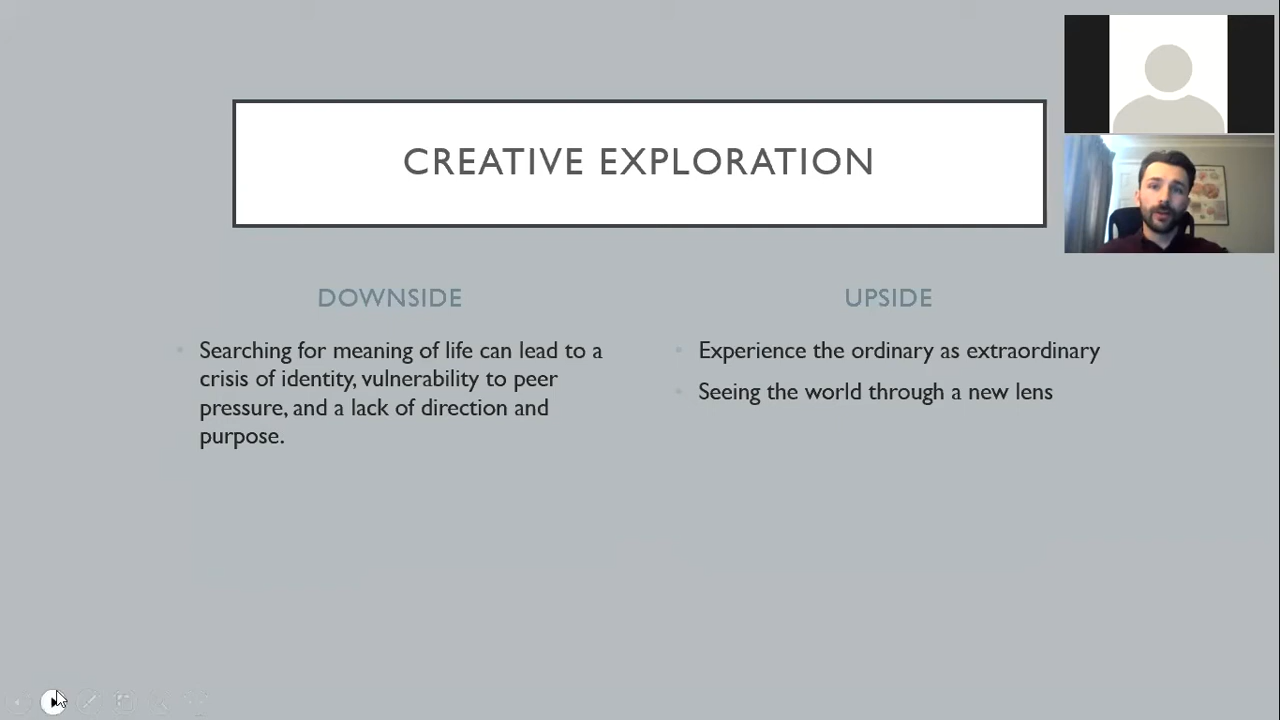 CREATIVE EXPLORATION
DOWNSIDE
Searching for meaning of life can lead to a
crisis of identity, vulnerability to peer
pressure, and a lack of direction and
purpose.
UPSIDE
Experience the ordinary as extraordinary
Seeing the world through a new lens